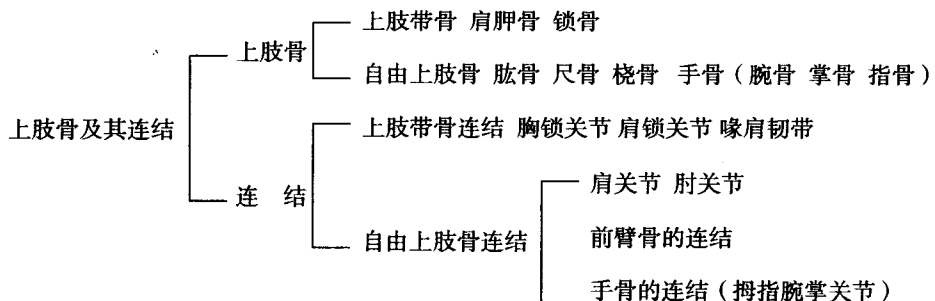 上肢带骨 肩胛骨 锁骨
上肢骨
自由上肢骨 肱骨 尺骨 桡骨 手骨（腕骨 掌骨 指骨）
上肢骨及其连结
上肢带骨连结 胸锁关节 肩锁关节 喙肩韧带
连 结
肩关节 肘关节
自由上肢骨连结
前臂骨的连结
手骨的连结（拇指腕掌关节）